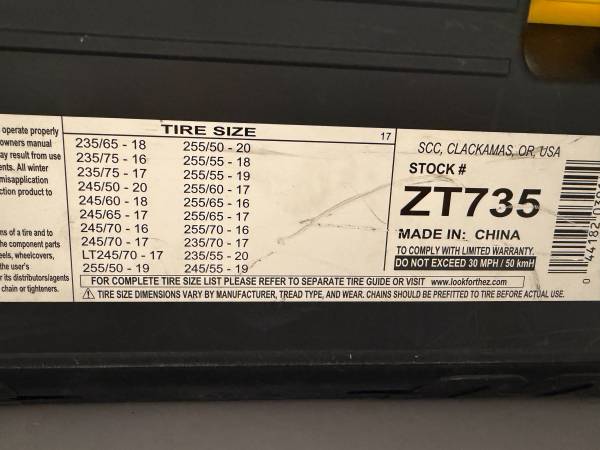 operate properly
owners manual
ay result from use
ents. All winter
misapplication
ction product to
ms of a tire and to
the component parts
eels, wheelcovers,
the user's
r its distributors/agents
chain or tighteners.
TIRE SIZE 17
235/65 - 18
235/75 - 16
235/75 - 17
245/50 - 20
245/60 - 18
245/65 - 17
245/70 - 16
245/70 - 17
LT245/70 - 17
255/50 - 19
255/50 - 20
255/55 - 18
255/55 - 19
255/60 - 17
255/65 - 16
255/65 - 17
255/70 - 16
235/70 - 17
235/55 - 20
245/55 - 19
FOR COMPLETE TIRE SIZE LIST PLEASE REFER TO SEPARATE TIRE GUIDE OR VISIT www.lookforthez.com
TIRE SIZE DIMENSIONS VARY BY MANUFACTURER, TREAD TYPE, AND WEAR. CHAINS SHOULD BE PREFITTED TO TIRE BEFORE ACTUAL USE.
SCC, CLACKAMAS, OR, USA
STOCK #
ZT735
MADE IN: CHINA
TO COMPLY WITH LIMITED WARRANTY.
DO NOT EXCEED 30 MPH / 50 kmH